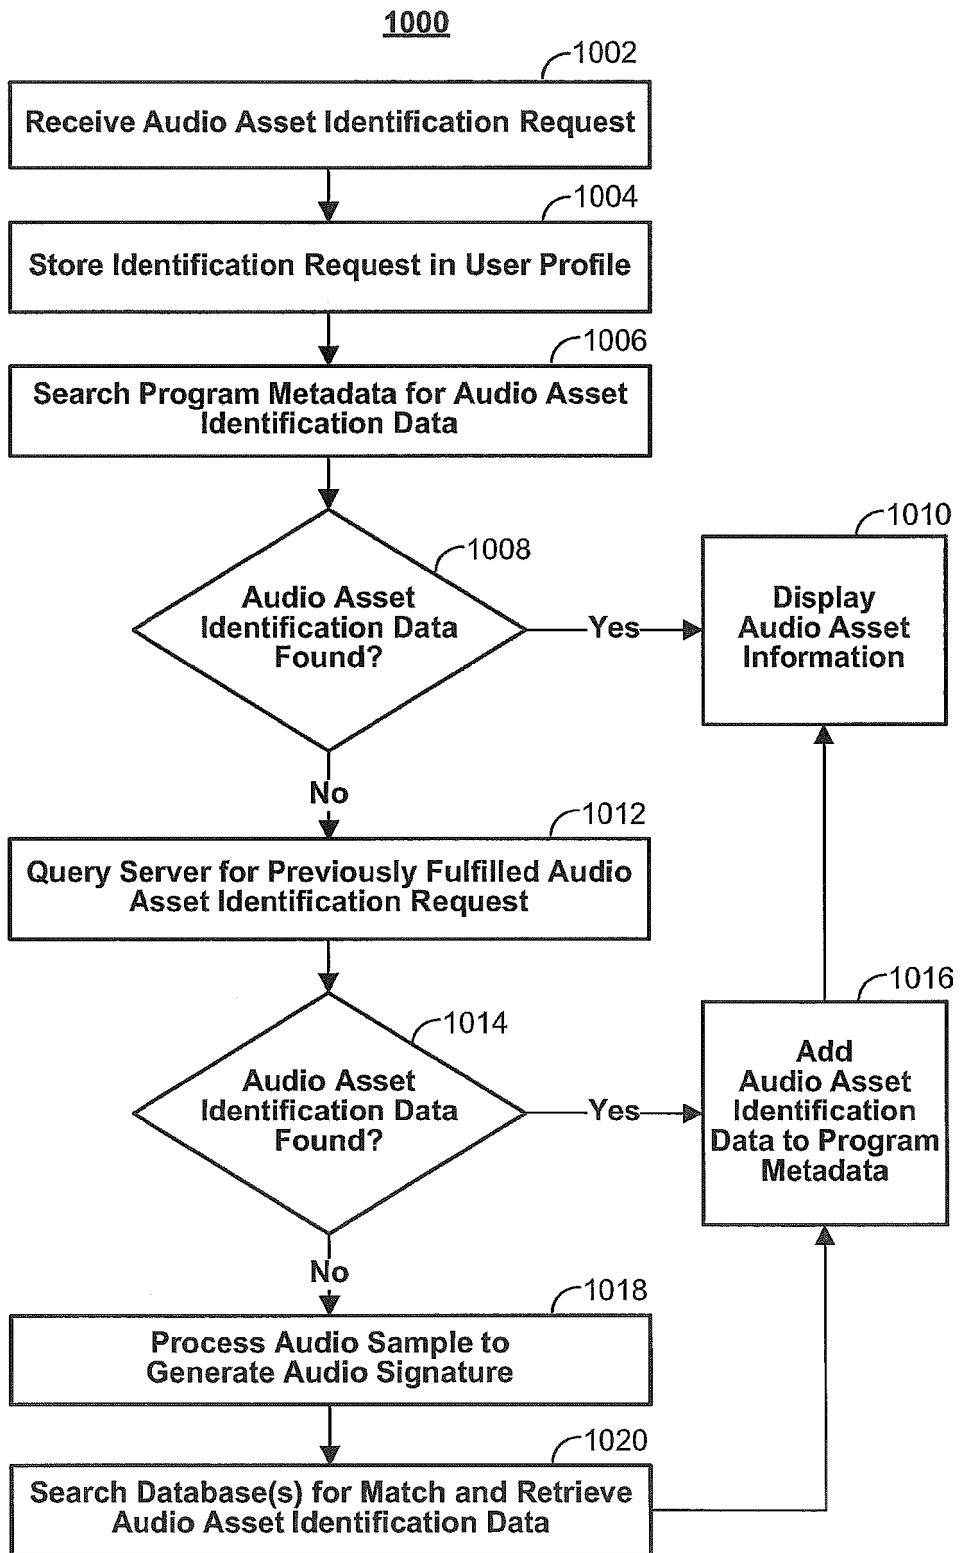 1000
1002
Receive Audio Asset Identification Request
1004
Store Identification Request in User Profile
1006
Search Program Metadata for Audio Asset
Identification Data
1008
Audio Asset
Identification Data
Found?
Yes
1010
Display
Audio Asset
Information
No
1012
Query Server for Previously Fulfilled Audio
Asset Identification Request
1014
Audio Asset
Identification Data
Found?
Yes
1016
Add
Audio Asset
Identification
Data to Program
Metadata
No
1018
Process Audio Sample to
Generate Audio Signature
1020
Search Database(s) for Match and Retrieve
Audio Asset Identification Data